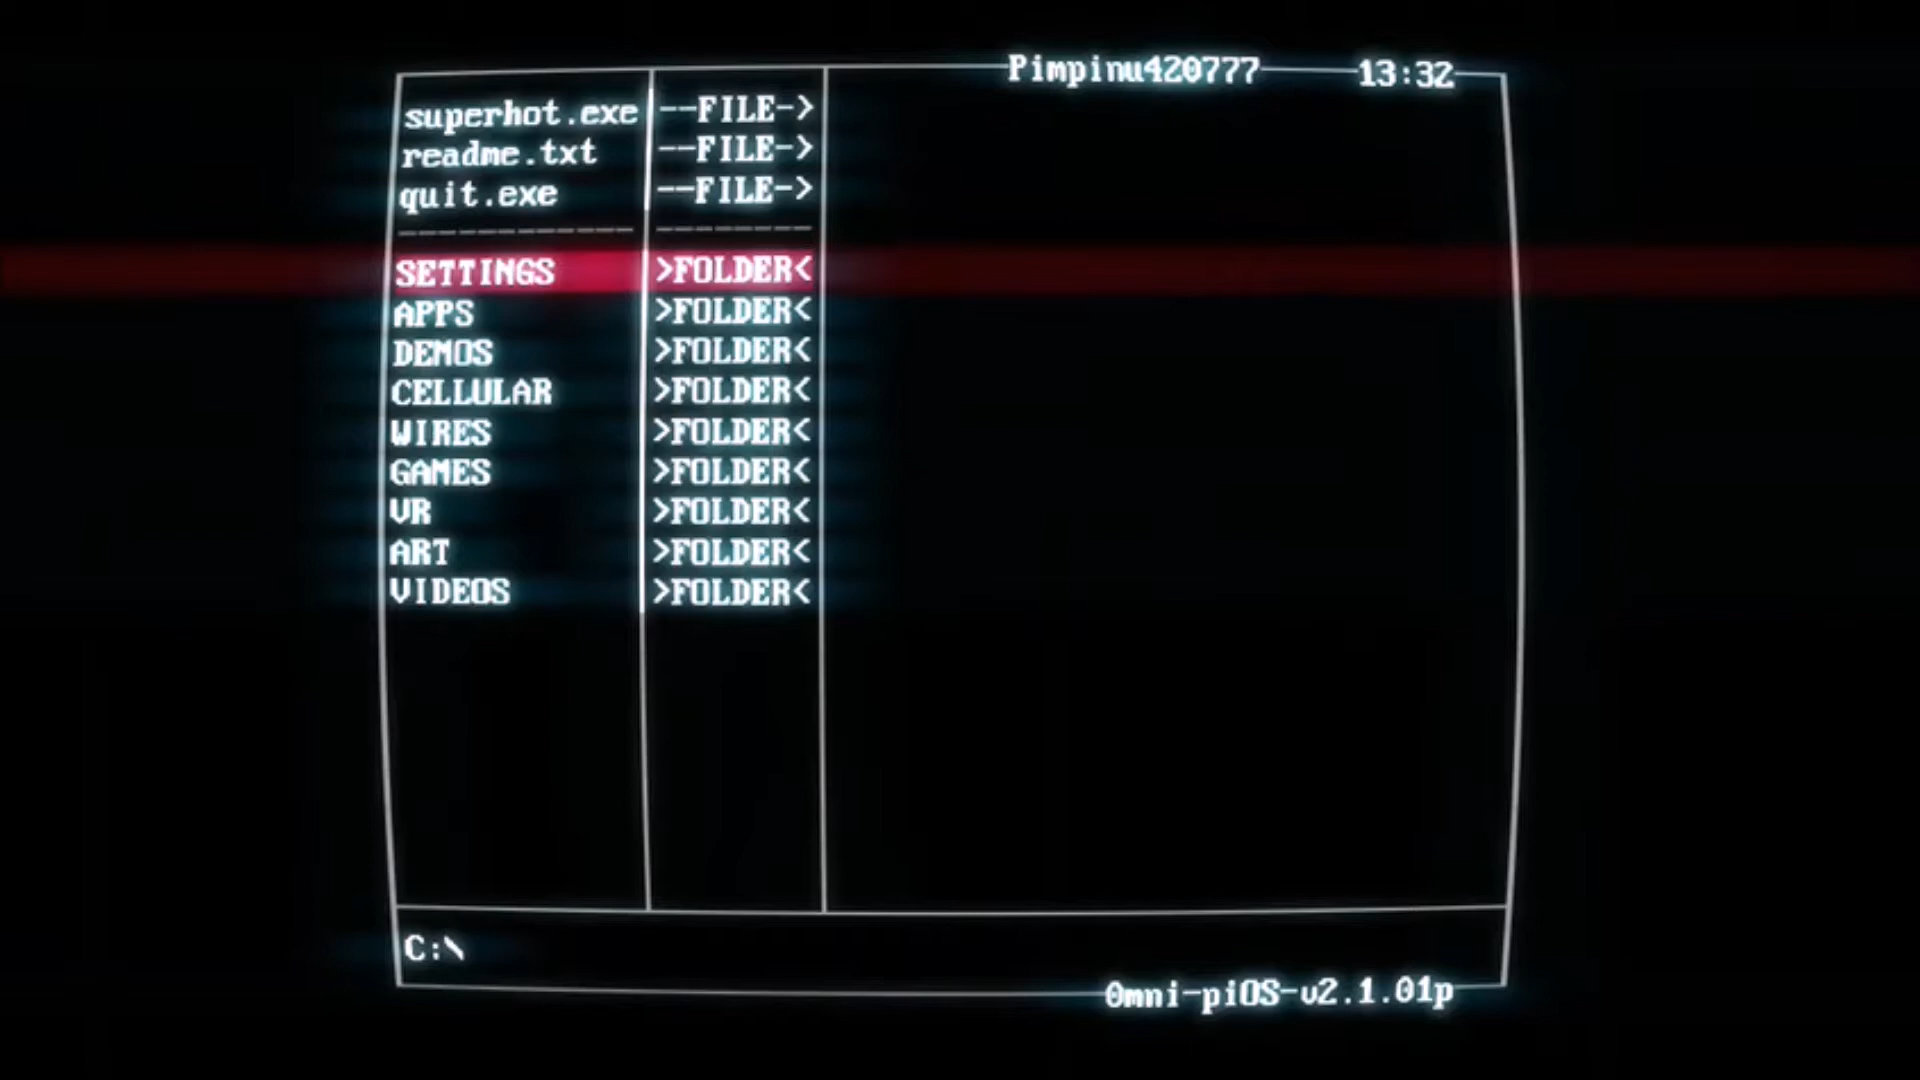 Pimpinu420777 13:32
superhot.exe --FILE->
readme.txt --FILE->
quit.exe --FILE->
------------- --------
SETTINGS >FOLDER<
APPS >FOLDER<
DEMOS >FOLDER<
CELLULAR >FOLDER<
WIRES >FOLDER<
GAMES >FOLDER<
VR >FOLDER<
ART >FOLDER<
VIDEOS >FOLDER<
C:\
0mni-piOS-v2.1.01p